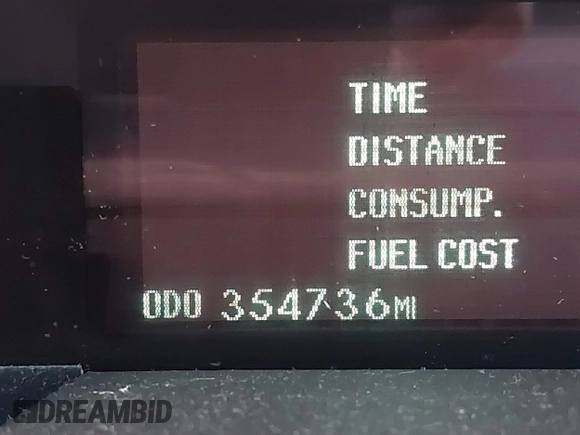 TIME
DISTANCE
CONSUMP.
FUEL COST
ODO 354736MI
DREAMBID